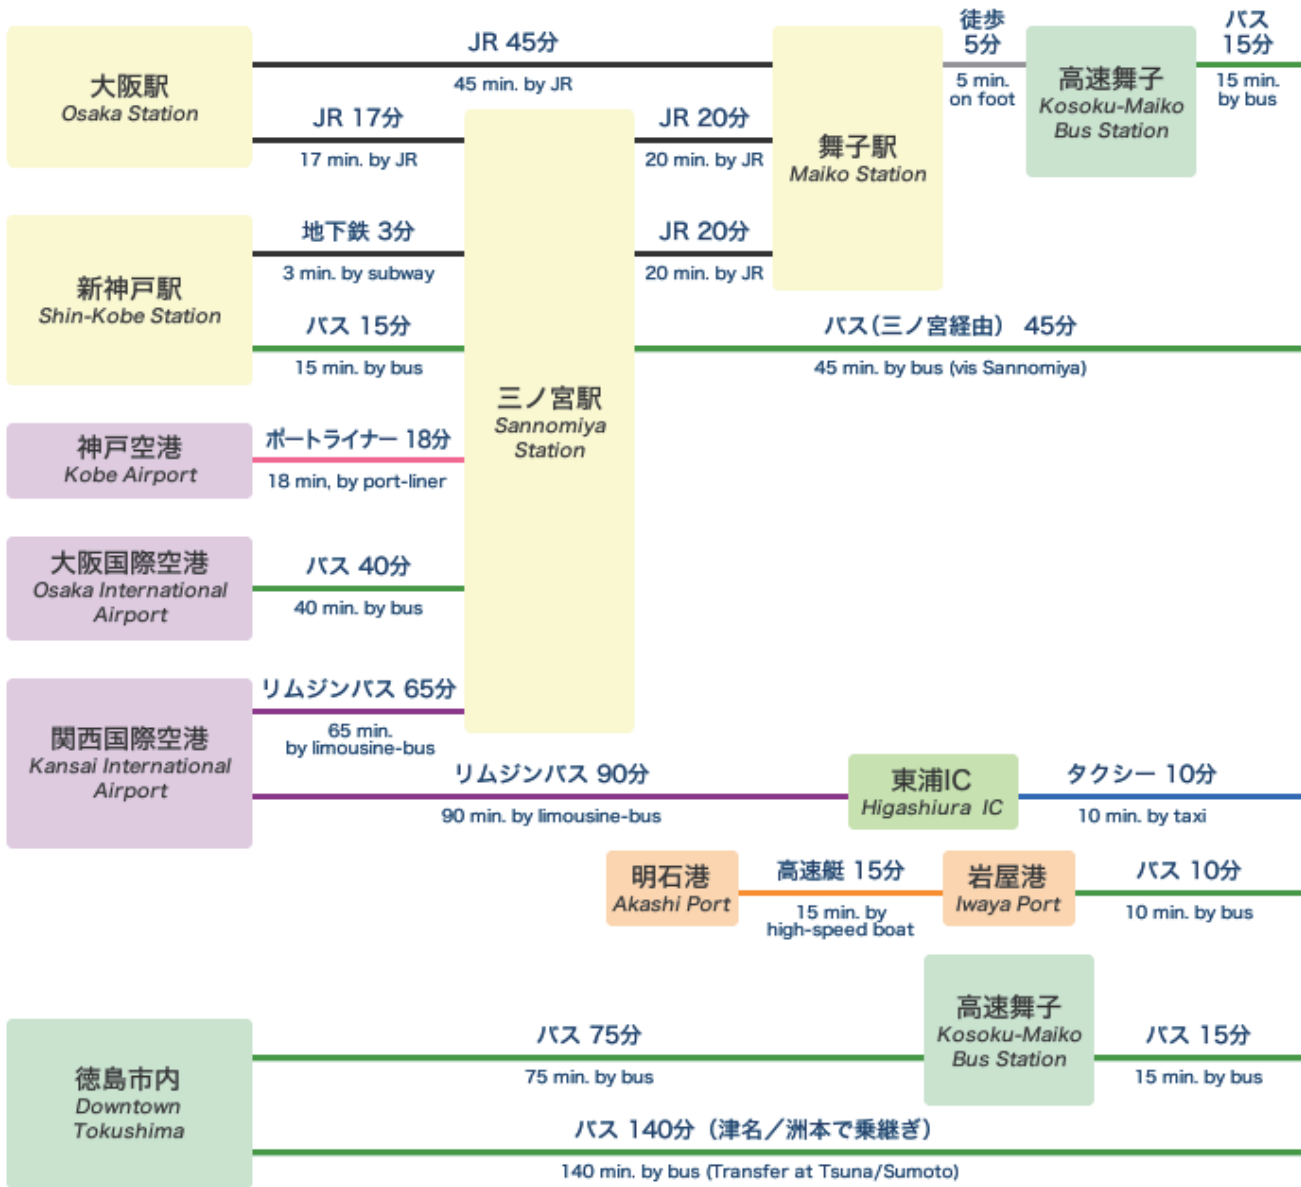 大阪駅
Osaka Station
JR 45分
45 min. by JR
JR 17分
17 min. by JR
JR 20分
20 min. by JR
舞子駅
Maiko Station
徒歩
5分
5 min.
on foot
高速舞子
Kosoku-Maiko
Bus Station
バス
15分
15 min.
by bus
新神戸駅
Shin-Kobe Station
地下鉄 3分
3 min. by subway
JR 20分
20 min. by JR
バス 15分
15 min. by bus
三ノ宮駅
Sannomiya
Station
バス（三ノ宮経由） 45分
45 min. by bus (vis Sannomiya)
神戸空港
Kobe Airport
ポートライナー 18分
18 min, by port-liner
大阪国際空港
Osaka International
Airport
バス 40分
40 min. by bus
関西国際空港
Kansai International
Airport
リムジンバス 65分
65 min.
by limousine-bus
リムジンバス 90分
90 min. by limousine-bus
東浦IC
Higashiura IC
タクシー 10分
10 min. by taxi
明石港
Akashi Port
高速艇 15分
15 min. by
high-speed boat
岩屋港
Iwaya Port
バス 10分
10 min. by bus
徳島市内
Downtown
Tokushima
バス 75分
75 min. by bus
高速舞子
Kosoku-Maiko
Bus Station
バス 15分
15 min. by bus
バス 140分（津名／洲本で乗継ぎ）
140 min. by bus (Transfer at Tsuna/Sumoto)